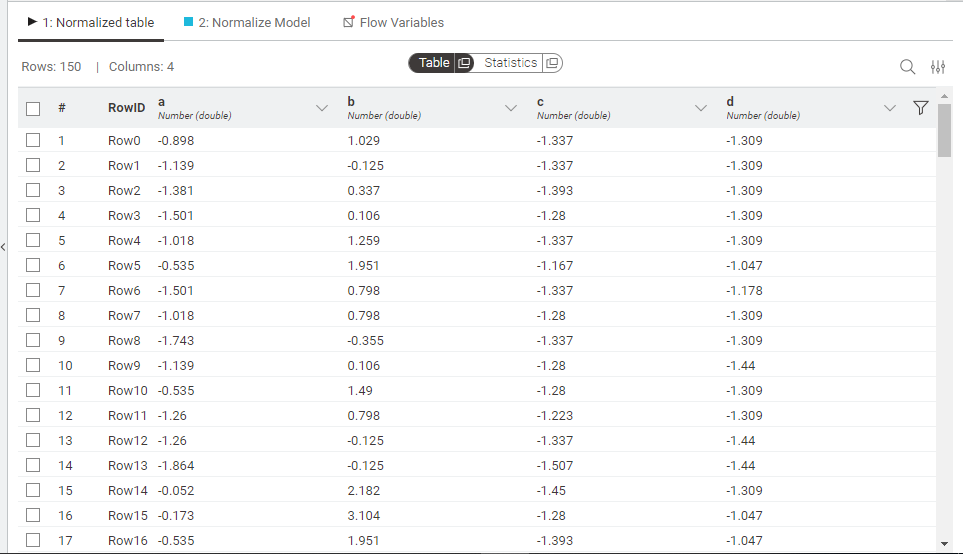 1: Normalized table 2: Normalize Model Flow Variables
Rows: 150 | Columns: 4 Table Statistics
# RowID a b c d
Number (double) Number (double) Number (double) Number (double)
1 Row0 -0.898 1.029 -1.337 -1.309
2 Row1 -1.139 -0.125 -1.337 -1.309
3 Row2 -1.381 0.337 -1.393 -1.309
4 Row3 -1.501 0.106 -1.28 -1.309
5 Row4 -1.018 1.259 -1.337 -1.309
6 Row5 -0.535 1.951 -1.167 -1.047
7 Row6 -1.501 0.798 -1.337 -1.178
8 Row7 -1.018 0.798 -1.28 -1.309
9 Row8 -1.743 -0.355 -1.337 -1.309
10 Row9 -1.139 0.106 -1.28 -1.44
11 Row10 -0.535 1.49 -1.28 -1.309
12 Row11 -1.26 0.798 -1.223 -1.309
13 Row12 -1.26 -0.125 -1.337 -1.44
14 Row13 -1.864 -0.125 -1.507 -1.44
15 Row14 -0.052 2.182 -1.45 -1.309
16 Row15 -0.173 3.104 -1.28 -1.047
17 Row16 -0.535 1.951 -1.393 -1.047